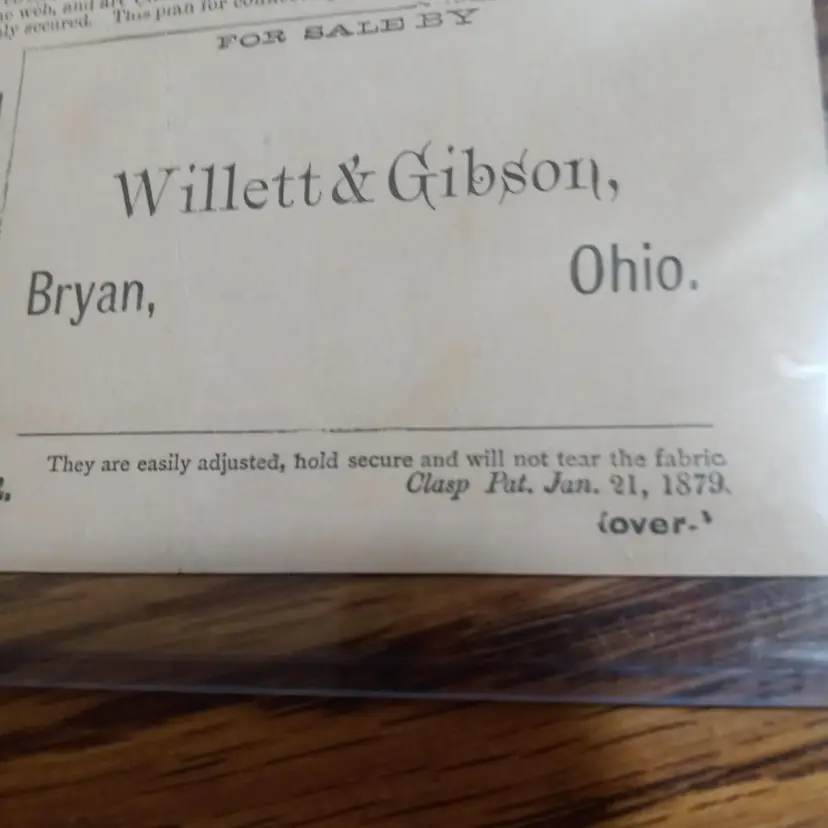 web, and are
ly secured. This plan for
FOR SALE BY
Willett & Gibson,
Bryan, Ohio.
They are easily adjusted, hold secure and will not tear the fabric
Clasp Pat. Jan. 21, 1879.
(over.)